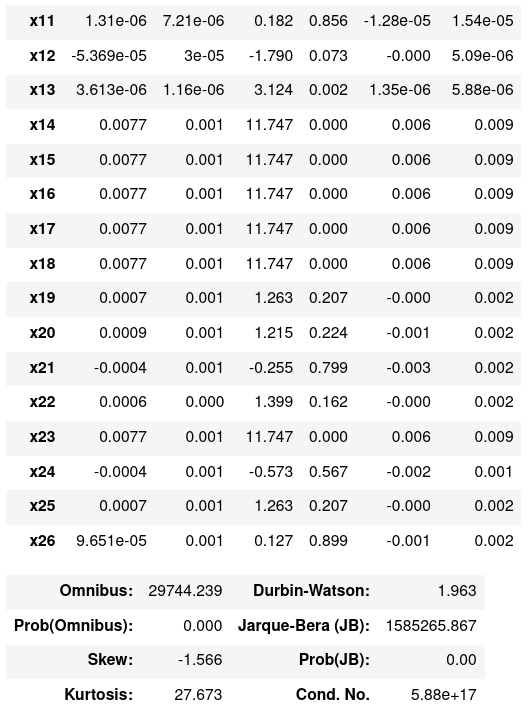 x11 1.31e-06 7.21e-06 0.182 0.856 -1.28e-05 1.54e-05
x12 -5.369e-05 3e-05 -1.790 0.073 -0.000 5.09e-06
x13 3.613e-06 1.16e-06 3.124 0.002 1.35e-06 5.88e-06
x14 0.0077 0.001 11.747 0.000 0.006 0.009
x15 0.0077 0.001 11.747 0.000 0.006 0.009
x16 0.0077 0.001 11.747 0.000 0.006 0.009
x17 0.0077 0.001 11.747 0.000 0.006 0.009
x18 0.0077 0.001 11.747 0.000 0.006 0.009
x19 0.0007 0.001 1.263 0.207 -0.000 0.002
x20 0.0009 0.001 1.215 0.224 -0.001 0.002
x21 -0.0004 0.001 -0.255 0.799 -0.003 0.002
x22 0.0006 0.000 1.399 0.162 -0.000 0.002
x23 0.0077 0.001 11.747 0.000 0.006 0.009
x24 -0.0004 0.001 -0.573 0.567 -0.002 0.001
x25 0.0007 0.001 1.263 0.207 -0.000 0.002
x26 9.651e-05 0.001 0.127 0.899 -0.001 0.002
Omnibus: 29744.239 Durbin-Watson: 1.963
Prob(Omnibus): 0.000 Jarque-Bera (JB): 1585265.867
Skew: -1.566 Prob(JB): 0.00
Kurtosis: 27.673 Cond. No. 5.88e+17